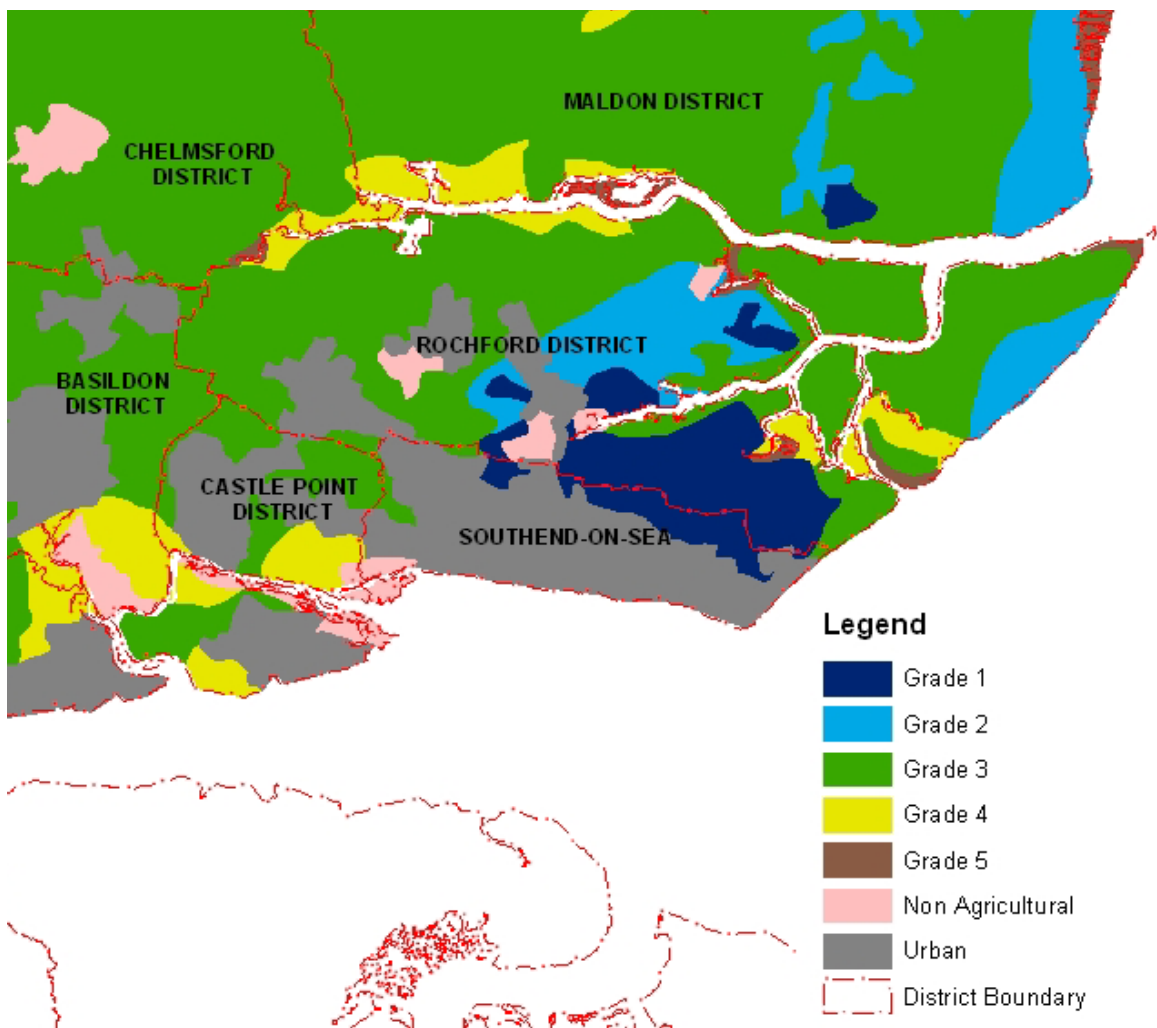 MALDON DISTRICT
CHELMSFORD
DISTRICT
ROCHFORD DISTRICT
BASILDON
DISTRICT
CASTLE POINT
DISTRICT
SOUTHEND-ON-SEA
Legend
Grade 1
Grade 2
Grade 3
Grade 4
Grade 5
Non Agricultural
Urban
District Boundary